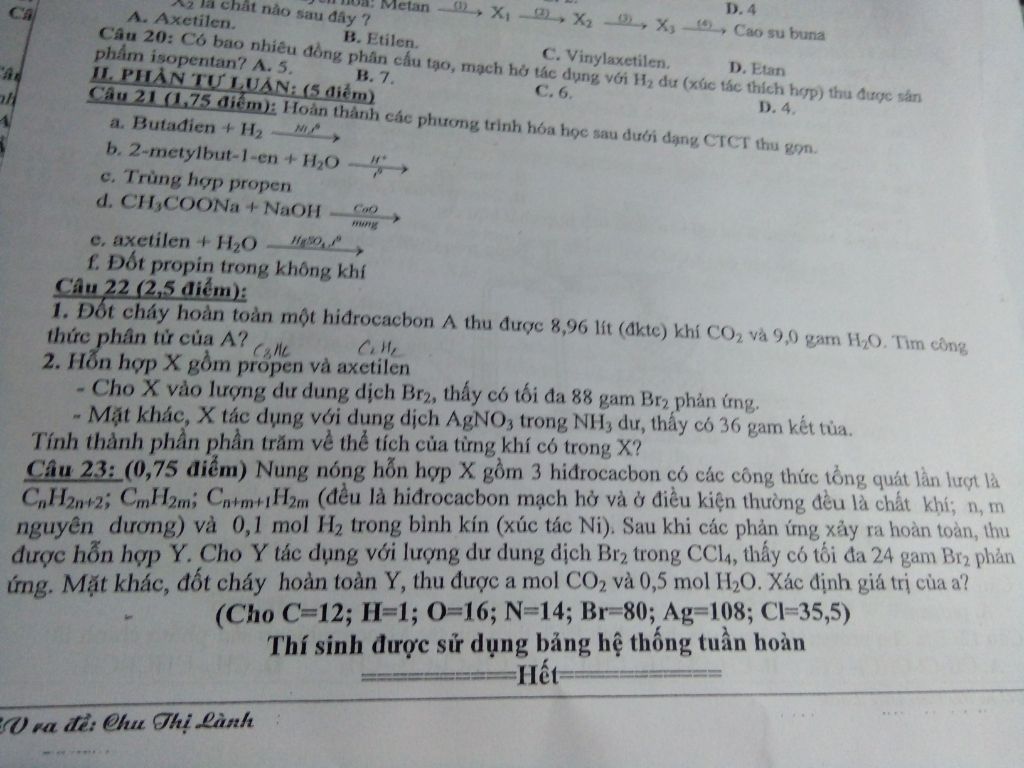 X₂ là chất nào sau đây ?
Metan (1)→ X₁ (2)→ X₂ (3)→ X₃ (4)→ Cao su buna
D. 4
A. Axetilen. B. Etilen. C. Vinylaxetilen. D. Etan
Câu 20: Có bao nhiêu đồng phân cấu tạo, mạch hở tác dụng với H₂ dư (xúc tác thích hợp) thu được sản
phẩm isopentan? A. 5. B. 7. C. 6. D. 4.
II. PHẦN TỰ LUẬN: (5 điểm)
Câu 21 (1,75 điểm): Hoàn thành các phương trình hóa học sau dưới dạng CTCT thu gọn.
a. Butađien + H₂ Ni,t⁰→
b. 2-metylbut-1-en + H₂O H⁺, t⁰→
c. Trùng hợp propen
d. CH₃COONa + NaOH CaO, nung→
e. axetilen + H₂O HgSO₄,t⁰→
f. Đốt propin trong không khí
Câu 22 (2,5 điểm):
1. Đốt cháy hoàn toàn một hiđrocacbon A thu được 8,96 lít (đktc) khí CO₂ và 9,0 gam H₂O. Tìm công
thức phân tử của A?
C₃H₆ C₂H₂
2. Hỗn hợp X gồm propen và axetilen
- Cho X vào lượng dư dung dịch Br₂, thấy có tối đa 88 gam Br₂ phản ứng.
- Mặt khác, X tác dụng với dung dịch AgNO₃ trong NH₃ dư, thấy có 36 gam kết tủa.
Tính thành phần phần trăm về thể tích của từng khí có trong X?
Câu 23: (0,75 điểm) Nung nóng hỗn hợp X gồm 3 hiđrocacbon có các công thức tổng quát lần lượt là
CₙH₂ₙ₊₂; CₘH₂ₘ; Cₙ₊ₘ₊₁H₂ₘ (đều là hiđrocacbon mạch hở và ở điều kiện thường đều là chất khí; n, m
nguyên dương) và 0,1 mol H₂ trong bình kín (xúc tác Ni). Sau khi các phản ứng xảy ra hoàn toàn, thu
được hỗn hợp Y. Cho Y tác dụng với lượng dư dung dịch Br₂ trong CCl₄, thấy có tối đa 24 gam Br₂ phản
ứng. Mặt khác, đốt cháy hoàn toàn Y, thu được a mol CO₂ và 0,5 mol H₂O. Xác định giá trị của a?
(Cho C=12; H=1; O=16; N=14; Br=80; Ag=108; Cl=35,5)
Thí sinh được sử dụng bảng hệ thống tuần hoàn
===========Hết============
ra đề: Chu Thị Lành